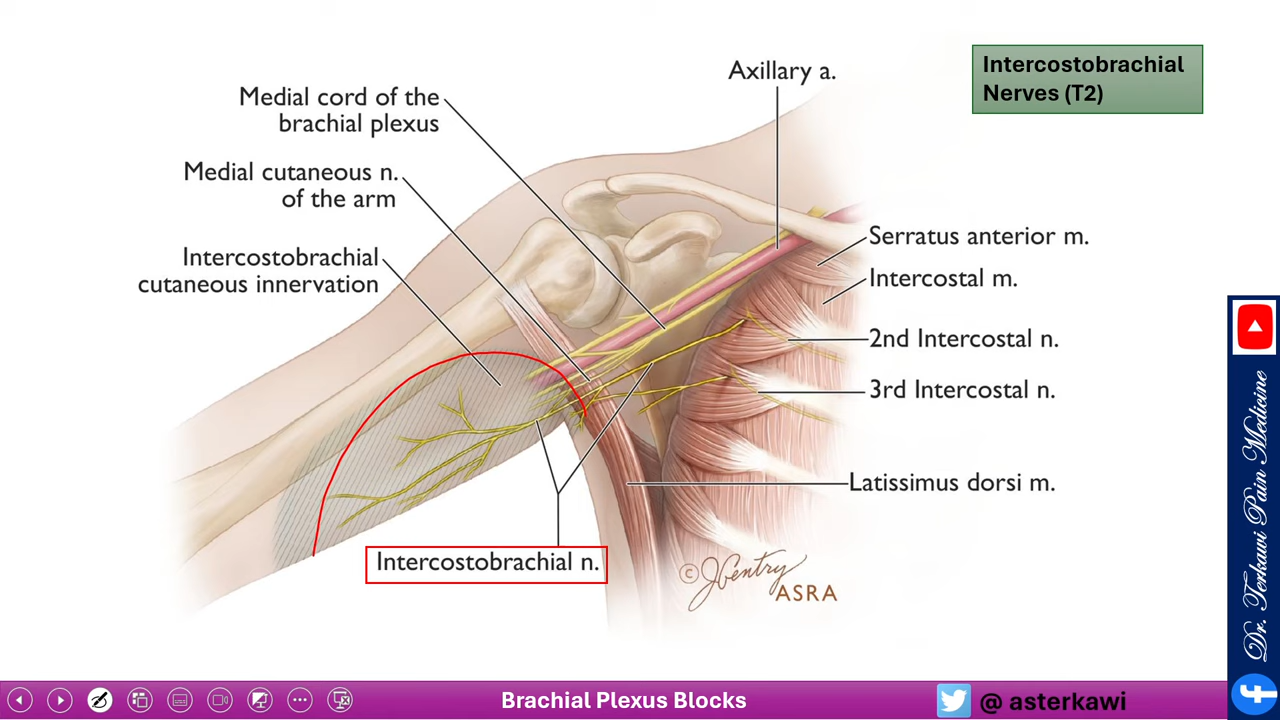 Intercostobrachial
Nerves (T2)
Axillary a.
Medial cord of the
brachial plexus
Medial cutaneous n.
of the arm
Intercostobrachial
cutaneous innervation
Serratus anterior m.
Intercostal m.
2nd Intercostal n.
3rd Intercostal n.
Latissimus dorsi m.
Intercostobrachial n.
© JGentry
ASRA
Dr. Terkawi Pain Medicine
Brachial Plexus Blocks
@ asterkawi